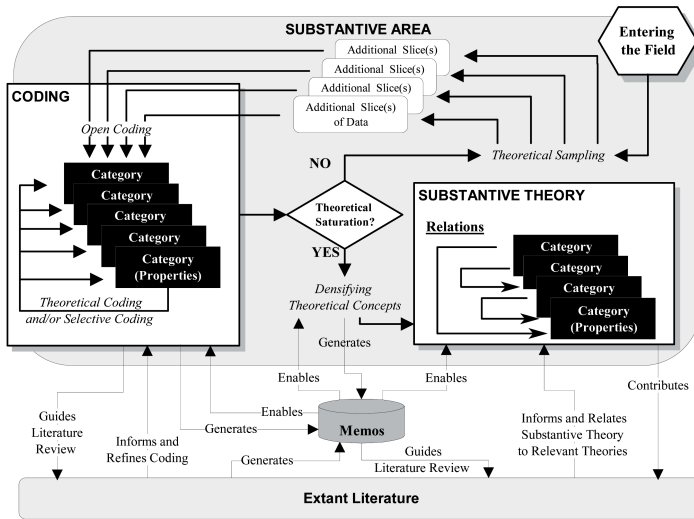 SUBSTANTIVE AREA
Entering
the Field
Additional Slice(s)
Additional Slice(s)
Additional Slice(s)
Additional Slice(s)
of Data
CODING
Open Coding
Category
Category
Category
Category
Category
(Properties)
Theoretical Coding
and/or Selective Coding
NO
Theoretical Sampling
Theoretical
Saturation?
YES
Densifying
Theoretical Concepts
SUBSTANTIVE THEORY
Relations
Category
Category
Category
Category
(Properties)
Generates
Enables
Enables
Contributes
Guides
Literature
Review
Informs and
Refines Coding
Enables
Generates
Memos
Generates
Guides
Literature Review
Informs and Relates
Substantive Theory
to Relevant Theories
Extant Literature